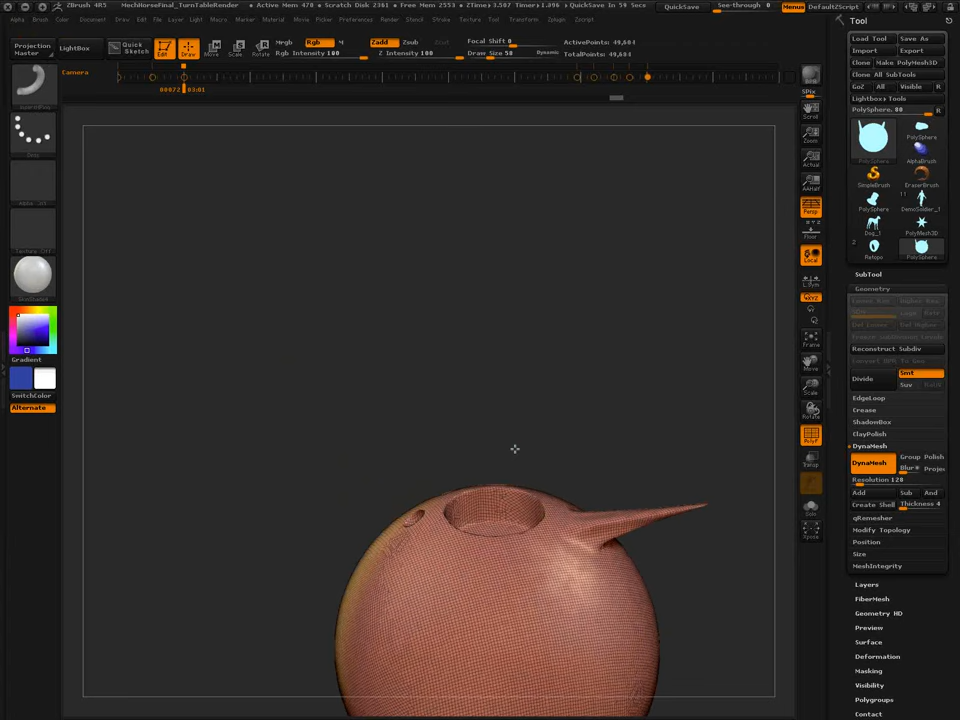 ZBrush 4R5 MechHorseFinal_TurnTableRender • Active Mem 470 • Scratch Disk 2361 • Free Mem 2553 • ZTime▸3.507 Timer▸1.096 • QuickSave In 59 Secs QuickSave See-through 0 Menus DefaultZScript
Alpha Brush Color Document Draw Edit Layer Light Macro Marker Material Movie Picker Preferences Render Stencil Stroke Texture Tool Transform Zplugin Zscript
Projection Master
LightBox
Quick Sketch
Edit Draw Move Scale Rotate
Mrgb Rgb M
Rgb Intensity 100
Zadd Zsub
Z Intensity
Focal Shift 0
Draw Size 58 Dynamic
ActivePoints: 49,684
TotalPoints: 49,684
Camera
00072 03:01
SPix
Scroll
Zoom
Actual
AAHalf
Persp
Floor
Local
L.Sym
XYZ
Frame
Move
Scale
Rotate
PolyF
Transp
Solo
Xpose
Gradient
SwitchColor
Alternate
Tool
Load Tool Save As
Import Export
Clone Make PolyMesh3D
Clone All SubTools
GoZ All Visible R
Lightbox▸Tools
PolySphere. 80 R
PolySphere
PolySphere
AlphaBrush
SimpleBrush EraserBrush
11
PolySphere DemoSoldier_1
Dog_1 PolyMesh3D
2
Retopo PolySphere
SubTool
Geometry
Reconstruct Subdiv
Divide Smt
Suv
EdgeLoop
Crease
ShadowBox
ClayPolish
DynaMesh
DynaMesh Group Polish
Blur Proje
Resolution 128
Add Sub And
Create Shell Thickness 4
qRemesher
Modify Topology
Position
Size
MeshIntegrity
Layers
FiberMesh
Geometry HD
Preview
Surface
Deformation
Masking
Visibility
Polygroups
Contact